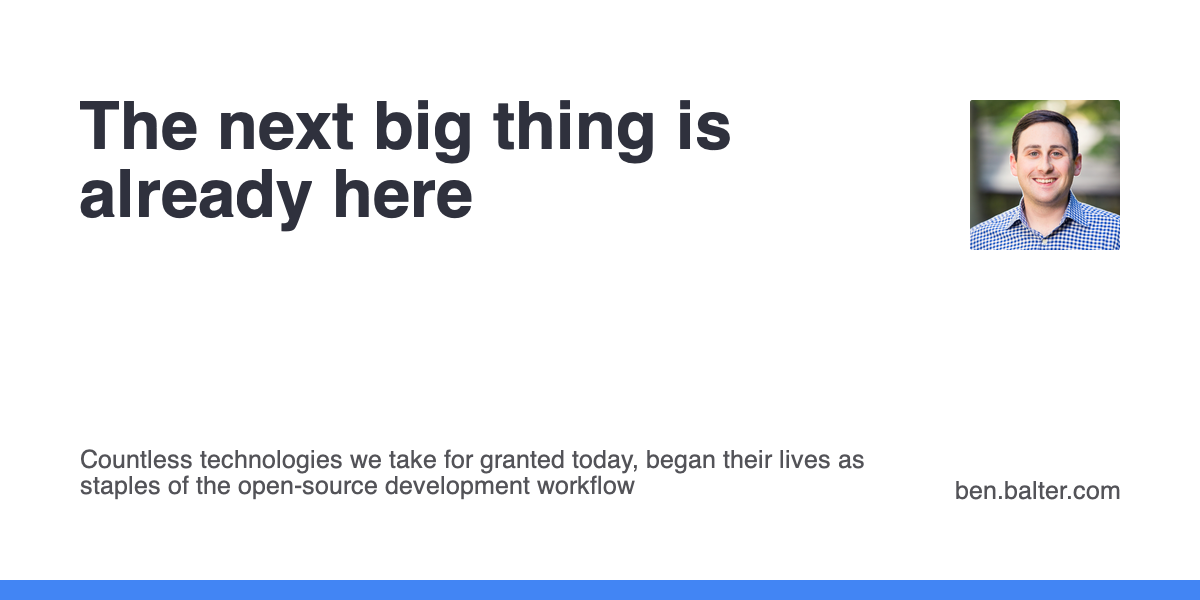 The next big thing is
already here
Countless technologies we take for granted today, began their lives as
staples of the open-source development workflow
ben.balter.com